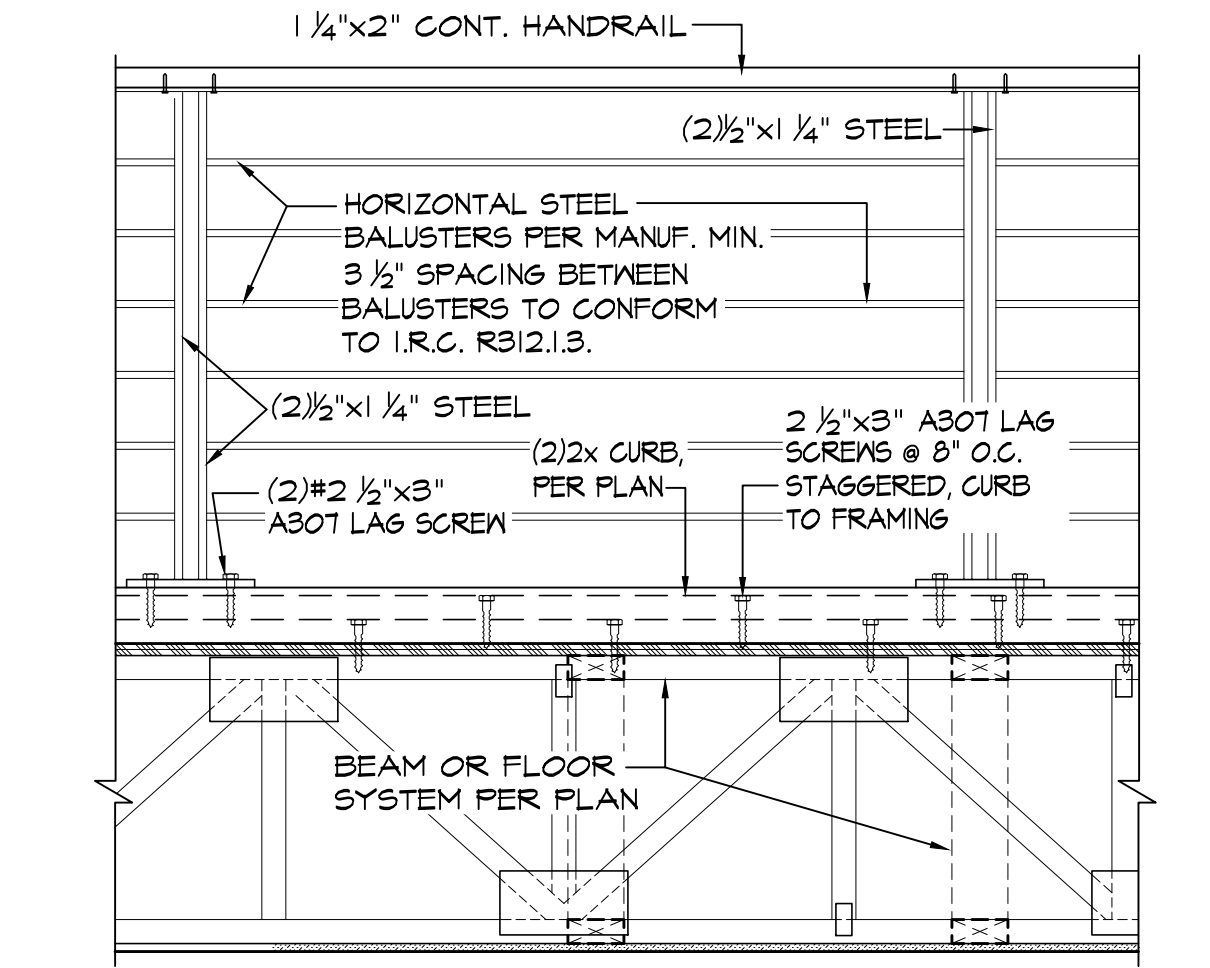 1 1/4"x2" CONT. HANDRAIL
(2)1/2"x1 1/4" STEEL
HORIZONTAL STEEL
BALUSTERS PER MANUF. MIN.
3 1/2" SPACING BETWEEN
BALUSTERS TO CONFORM
TO I.R.C. R312.1.3.
(2)1/2"x1 1/4" STEEL
(2)#2 1/2"x3"
A307 LAG SCREW
(2)2x CURB,
PER PLAN
2 1/2"x3" A307 LAG
SCREWS @ 8" O.C.
STAGGERED, CURB
TO FRAMING
BEAM OR FLOOR
SYSTEM PER PLAN